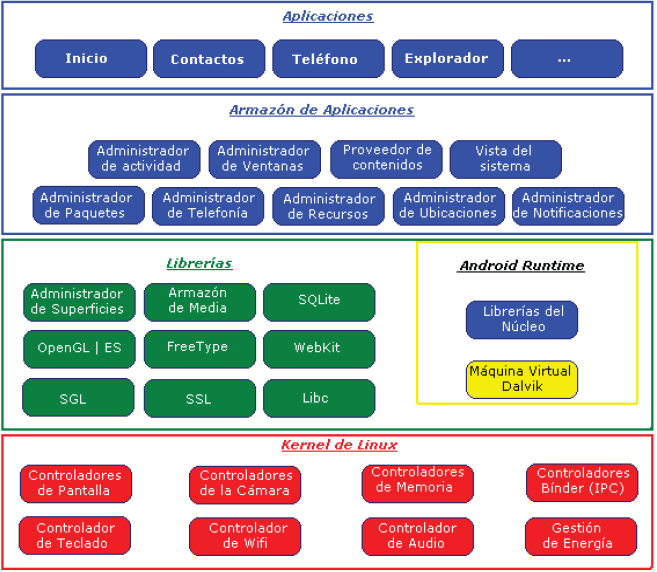 Aplicaciones
Inicio
Contactos
Teléfono
Explorador
...
Armazón de Aplicaciones
Administrador
de actividad
Administrador
de Ventanas
Proveedor de
contenidos
Vista del
sistema
Administrador
de Paquetes
Administrador
de Telefonía
Administrador
de Recursos
Administrador
de Ubicaciones
Administrador
de Notificaciones
Librerías
Administrador
de Superficies
Armazón
de Media
SQLite
OpenGL | ES
FreeType
WebKit
SGL
SSL
Libc
Android Runtime
Librerías del
Núcleo
Máquina Virtual
Dalvik
Kernel de Linux
Controladores
de Pantalla
Controladores
de la Cámara
Controladores
de Memoria
Controladores
Bínder (IPC)
Controlador
de Teclado
Controlador
de Wifi
Controlador
de Audio
Gestión
de Energía